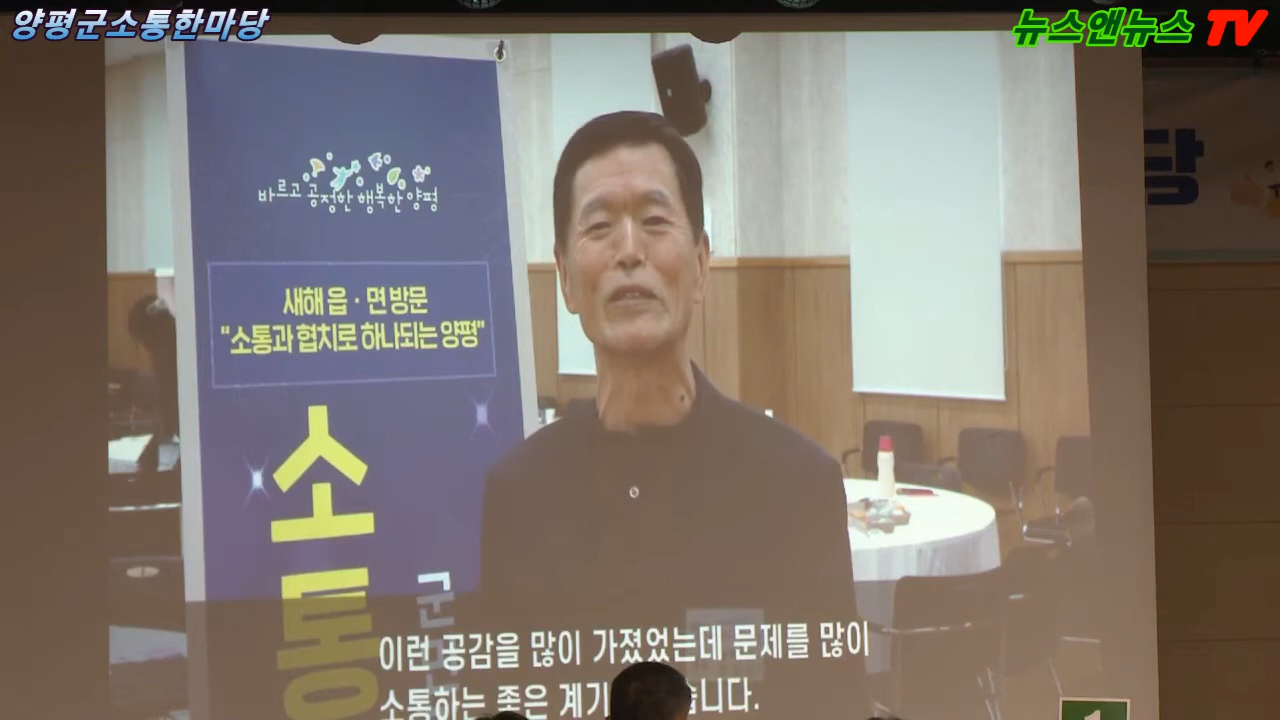 양평군소통한마당
뉴스앤뉴스 TV
당
바르고 공정한 행복한 양평
새해 읍 · 면 방문
"소통과 협치로 하나되는 양평"
소통
군
이런 공감을 많이 가졌었는데 문제를 많이
소통하는 좋은 계기 습니다.
1